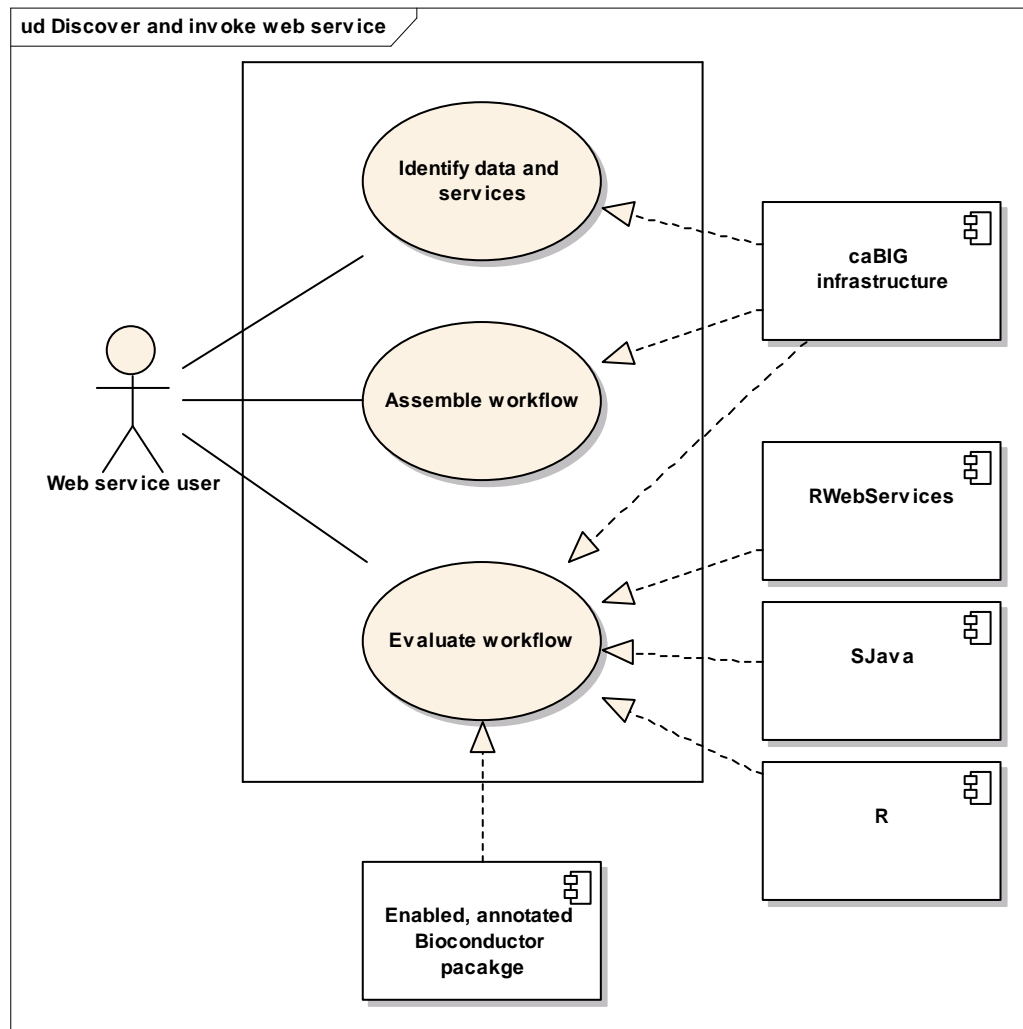 ud Discover and invoke web service
Identify data and
services
caBIG
infrastructure
Assemble workflow
Web service user
RWebServices
Evaluate workflow
SJava
R
Enabled, annotated
Bioconductor
pacakge